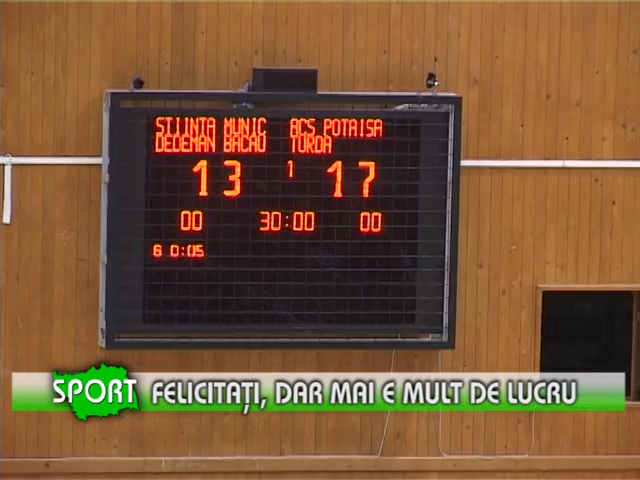 STIINTA MUNIC ACS POTAISA
DEDEMAN BACAU TURDA
13 1 17
00 30:00 00
6 0:05
SPORT FELICITAȚI, DAR MAI E MULT DE LUCRU